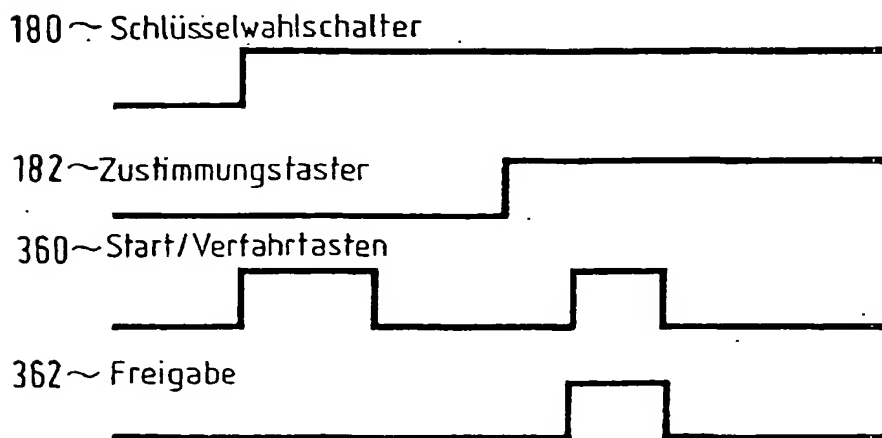 180~ Schlüsselwahlschalter
182~Zustimmungstaster
360~Start/Verfahrtasten
362~ Freigabe